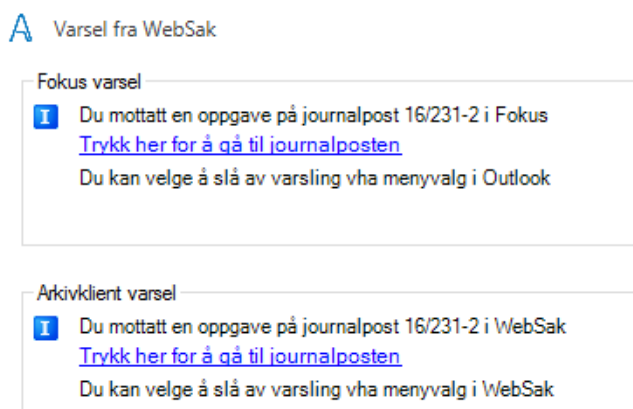 Varsel fra WebSak
Fokus varsel
Du mottatt en oppgave på journalpost 16/231-2 i Fokus
Trykk her for å gå til journalposten
Du kan velge å slå av varsling vha menyvalg i Outlook
Arkivklient varsel
Du mottatt en oppgave på journalpost 16/231-2 i WebSak
Trykk her for å gå til journalposten
Du kan velge å slå av varsling vha menyvalg i WebSak